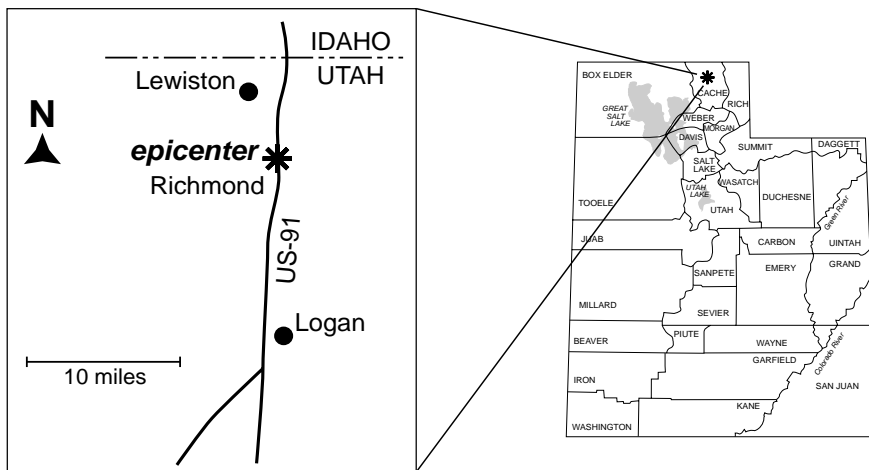 IDAHO
UTAH
Lewiston
N
epicenter
Richmond
US-91
Logan
10 miles
BOX ELDER
CACHE
RICH
GREAT
SALT
LAKE
WEBER
MORGAN
DAVIS
SUMMIT
DAGGETT
SALT
LAKE
WASATCH
UTAH
LAKE
DUCHESNE
TOOELE
UTAH
Green River
JUAB
CARBON
UINTAH
SANPETE
EMERY
GRAND
MILLARD
SEVIER
BEAVER
PIUTE
WAYNE
GARFIELD
Colorado River
IRON
SAN JUAN
KANE
WASHINGTON